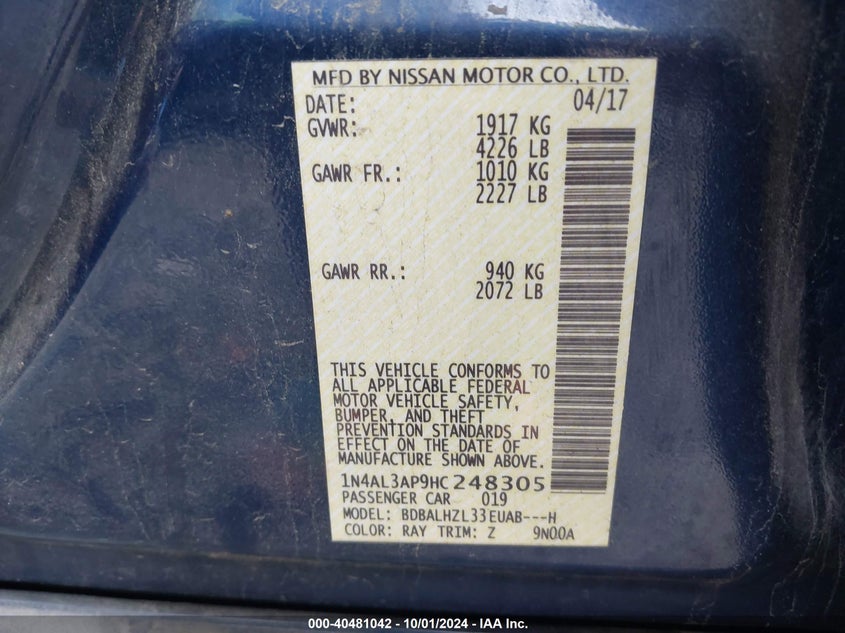 MFD BY NISSAN MOTOR CO., LTD.
DATE: 04/17
GVWR: 1917 KG
4226 LB
GAWR FR.: 1010 KG
2227 LB
GAWR RR.: 940 KG
2072 LB
THIS VEHICLE CONFORMS TO
ALL APPLICABLE FEDERAL
MOTOR VEHICLE SAFETY,
BUMPER, AND THEFT
PREVENTION STANDARDS IN
EFFECT ON THE DATE OF
MANUFACTURE SHOWN ABOVE.
1N4AL3AP9HC248305
PASSENGER CAR 019
MODEL: BDBALHZL33EUAB---H
COLOR: RAY TRIM: Z 9N00A
000-40481042 - 10/01/2024 - IAA Inc.